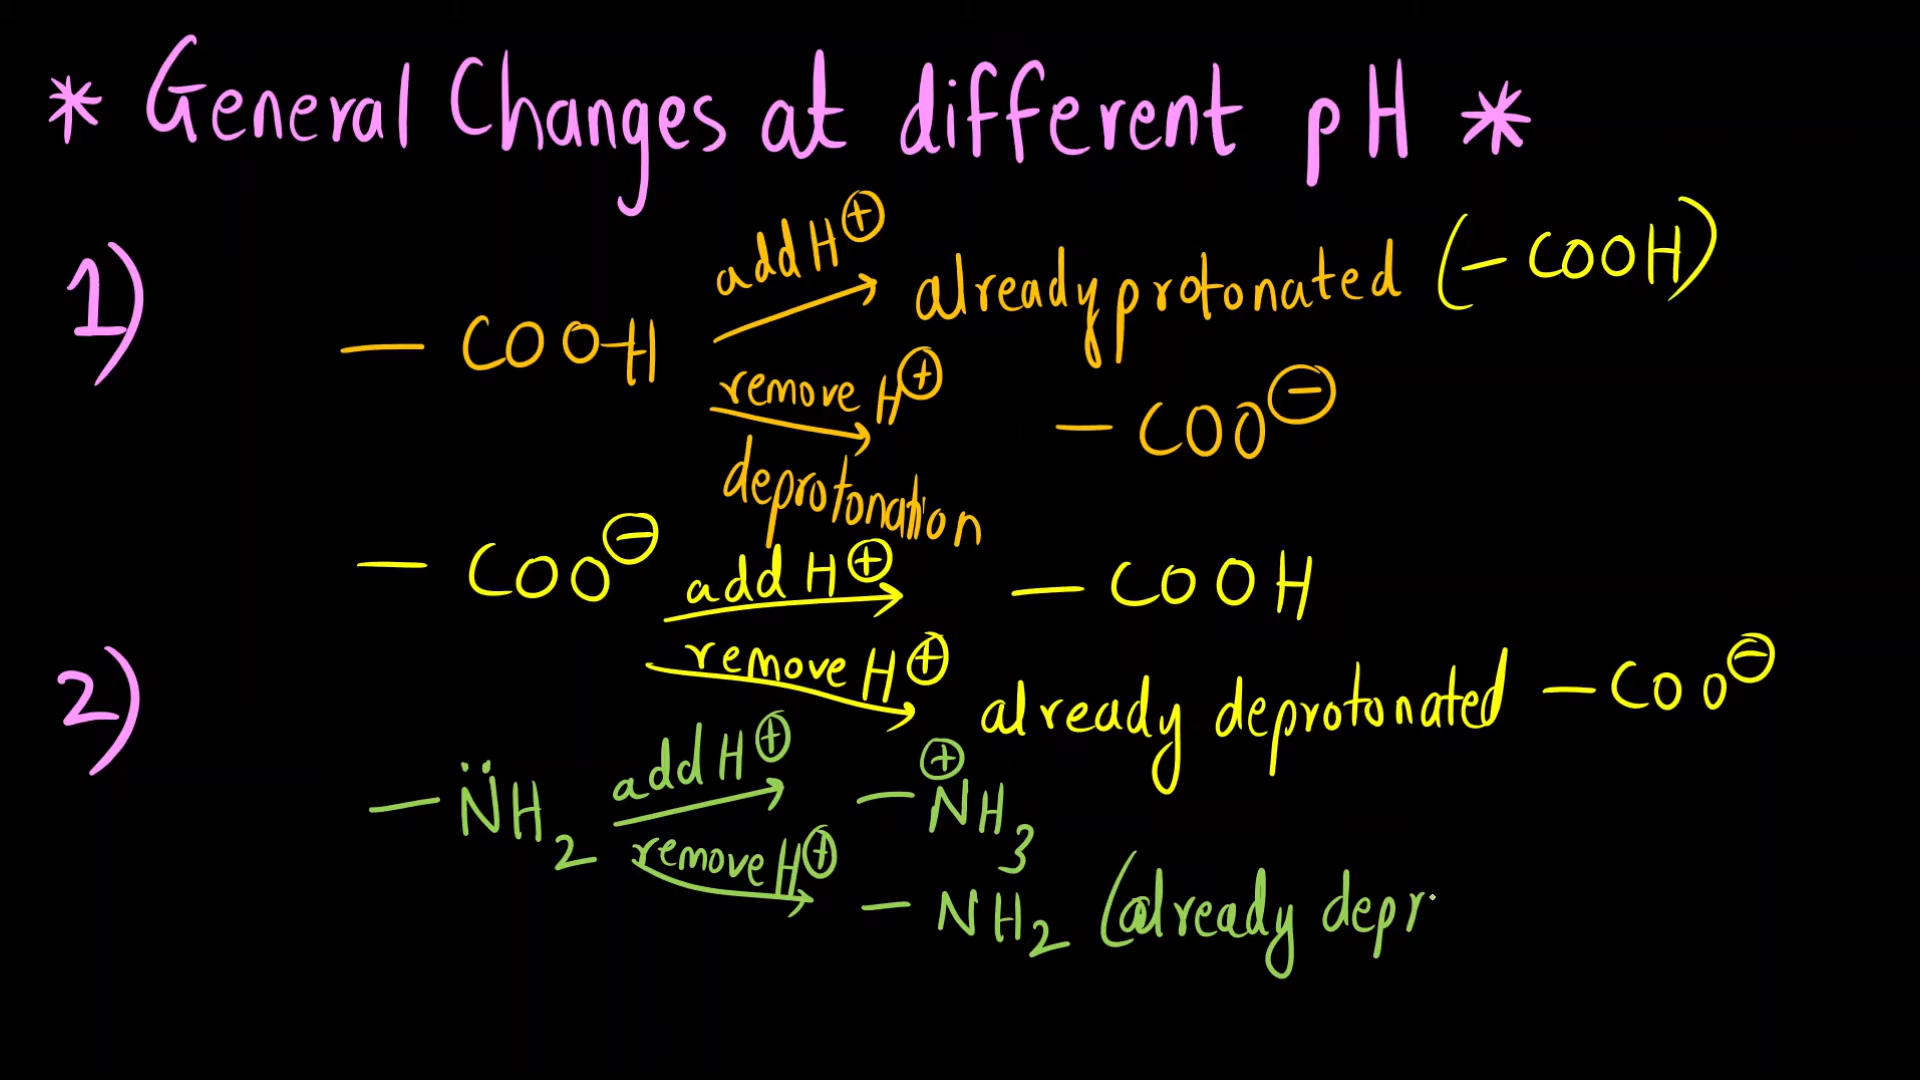 * General Changes at different pH *
1)
add H⊕
already protonated (-COOH)
— COOH
remove H⊕
— COO⊖
deprotonation
— COO⊖
add H⊕
— COOH
2)
remove H⊕
already deprotonated — COO⊖
— N̈H₂
add H⊕
— ⊕NH₃
remove H⊕
— NH₂ (already depr